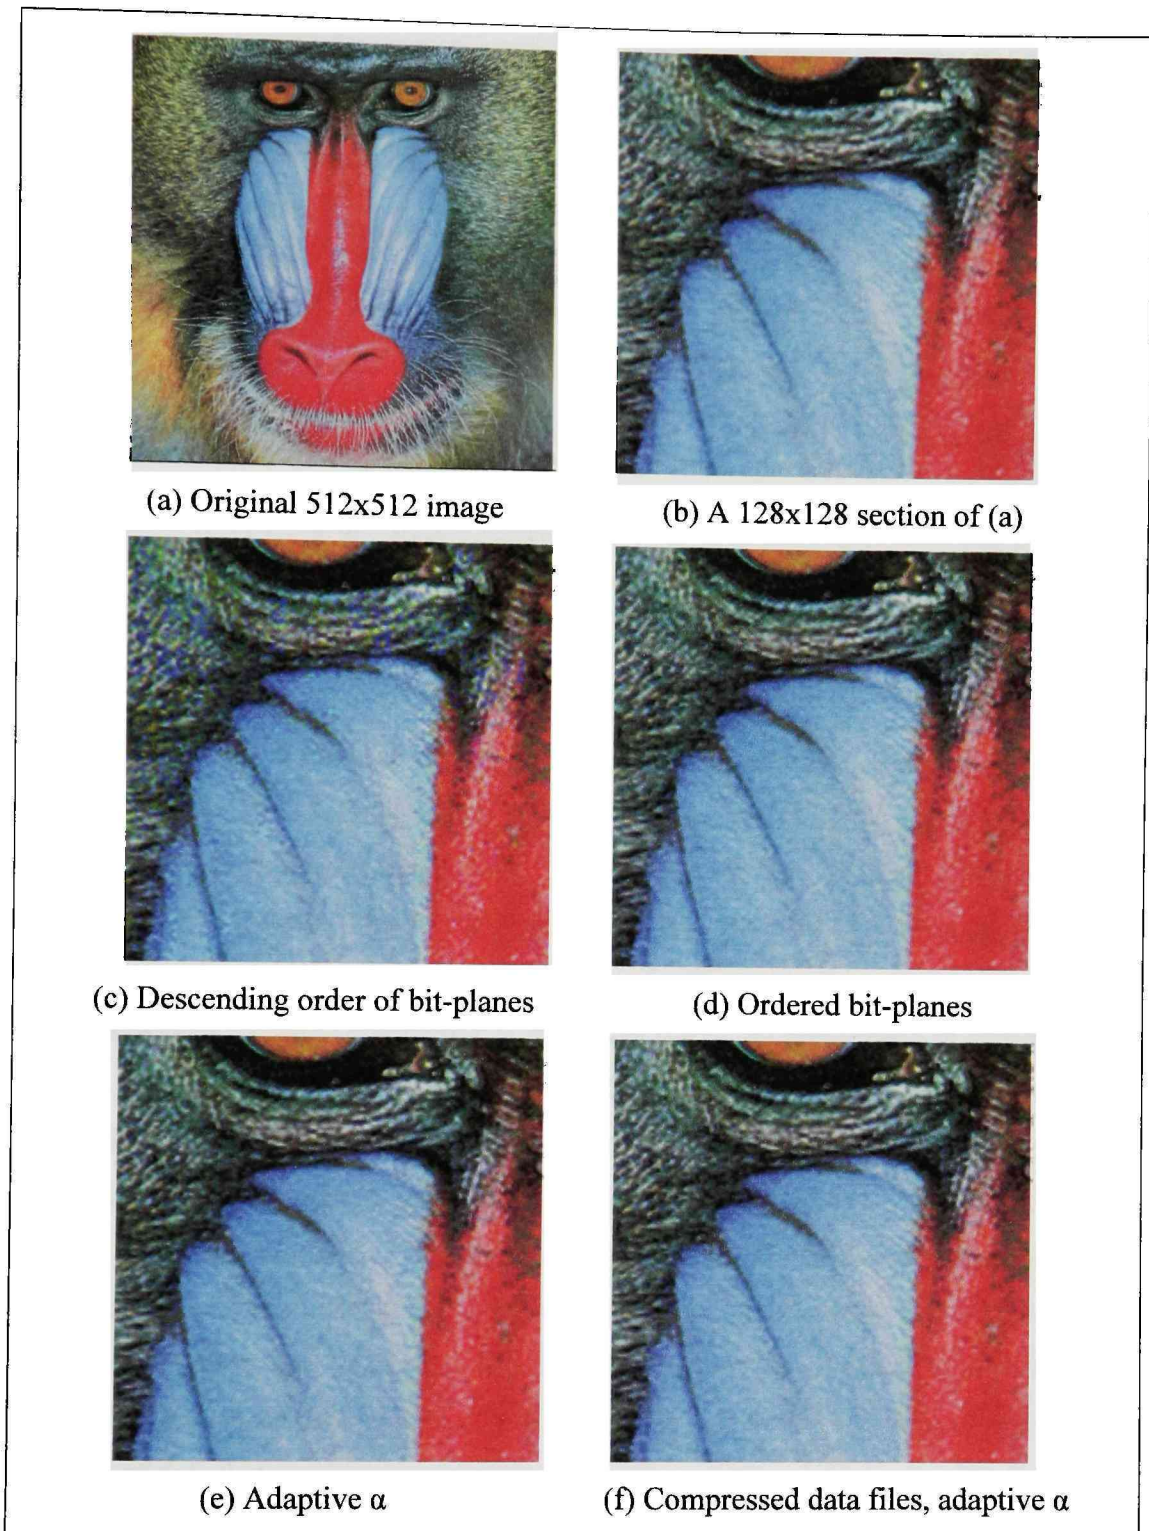 (a) Original 512x512 image
(b) A 128x128 section of (a)
(c) Descending order of bit-planes
(d) Ordered bit-planes
(e) Adaptive α
(f) Compressed data files, adaptive α